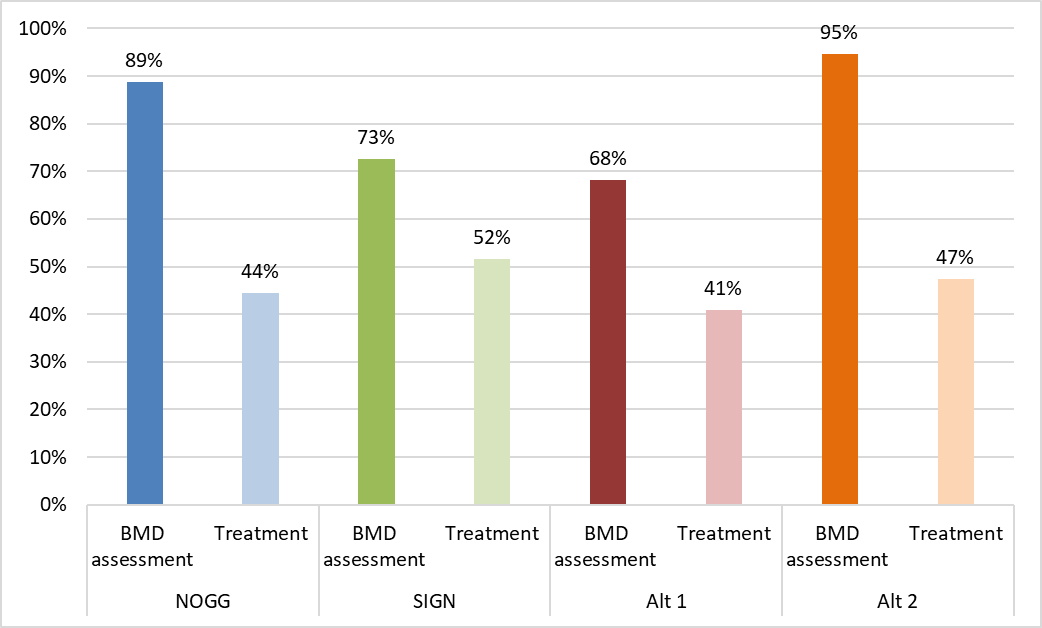 100%
90%
80%
70%
60%
50%
40%
30%
20%
10%
0%
89%
44%
73%
52%
68%
41%
95%
47%
BMD
assessment
Treatment
BMD
assessment
Treatment
BMD
assessment
Treatment
BMD
assessment
Treatment
NOGG
SIGN
Alt 1
Alt 2